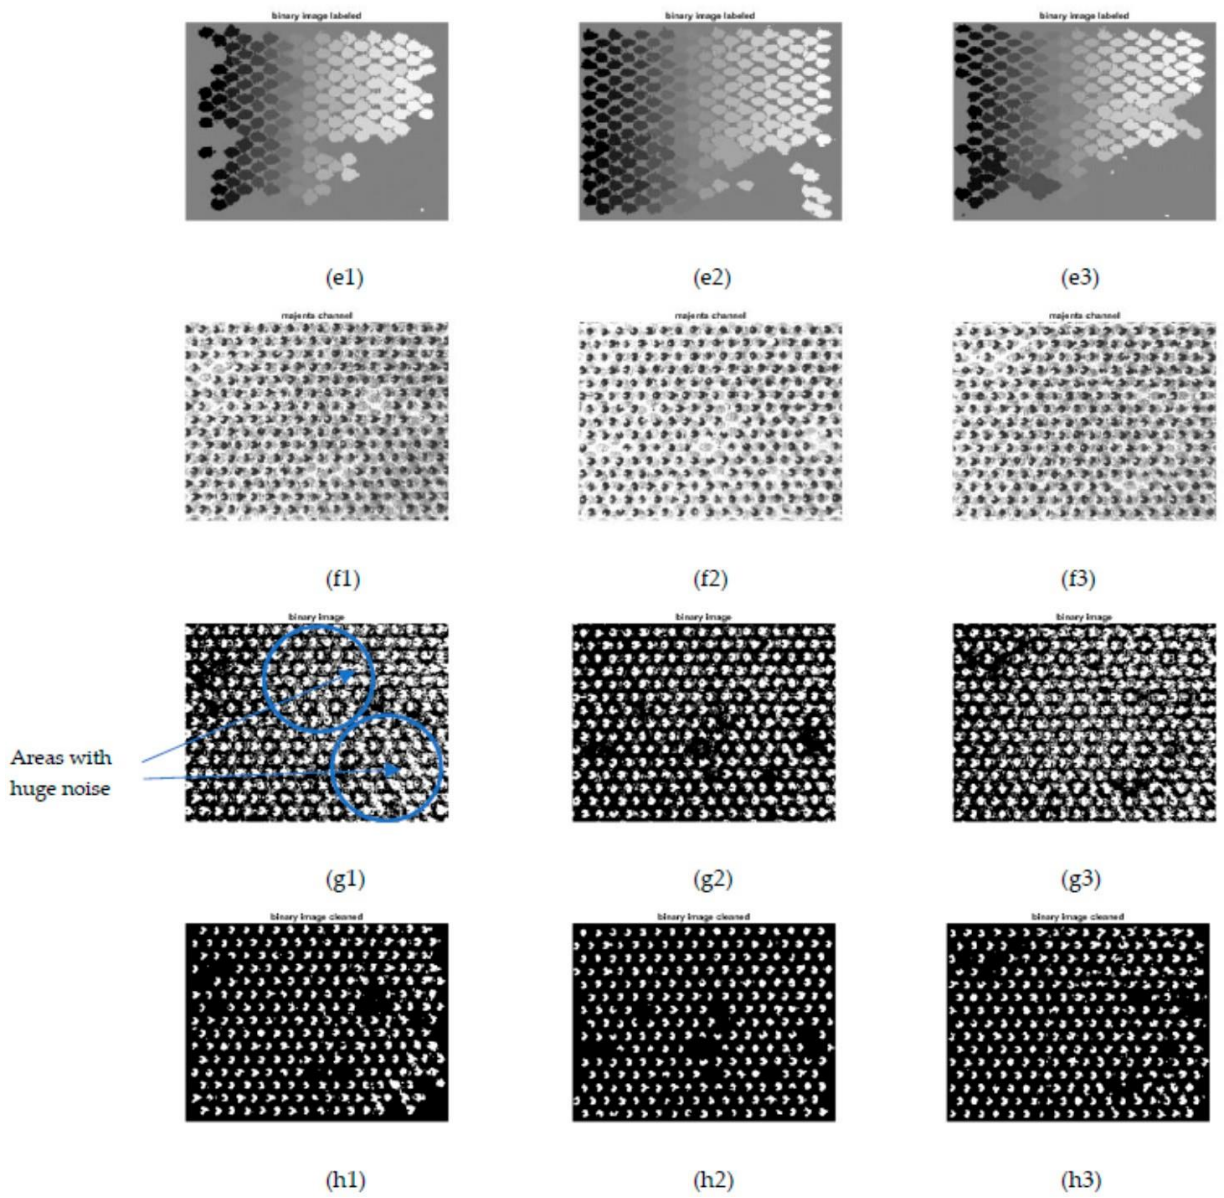 binary image labeled
binary image labeled
binary image labeled
(e1)
(e2)
(e3)
majenta channel
majenta channel
majenta channel
(f1)
(f2)
(f3)
binary image
binary image
binary image
Areas with
huge noise
(g1)
(g2)
(g3)
binary image cleaned
binary image cleaned
binary image cleaned
(h1)
(h2)
(h3)